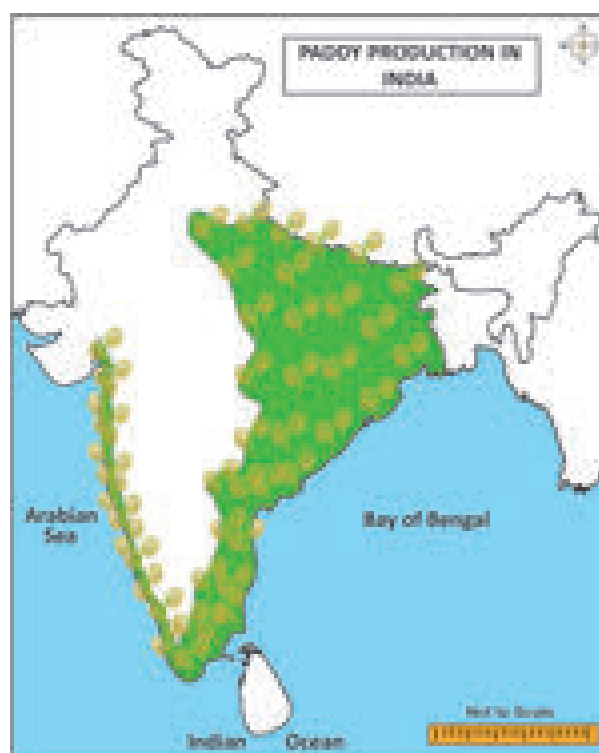 PADDY PRODUCTION IN
INDIA
Arabian
Sea
Bay of Bengal
Not to Scale
Indian Ocean